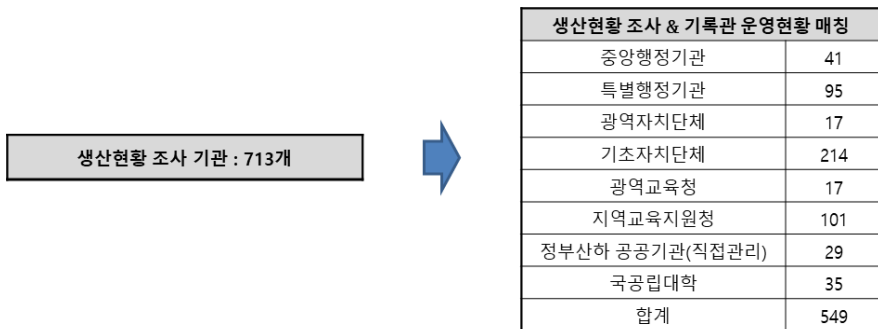 생산현황 조사 기관 : 713개
생산현황 조사 & 기록관 운영현황 매칭
중앙행정기관 41
특별행정기관 95
광역자치단체 17
기초자치단체 214
광역교육청 17
지역교육지원청 101
정부산하 공공기관(직접관리) 29
국공립대학 35
합계 549